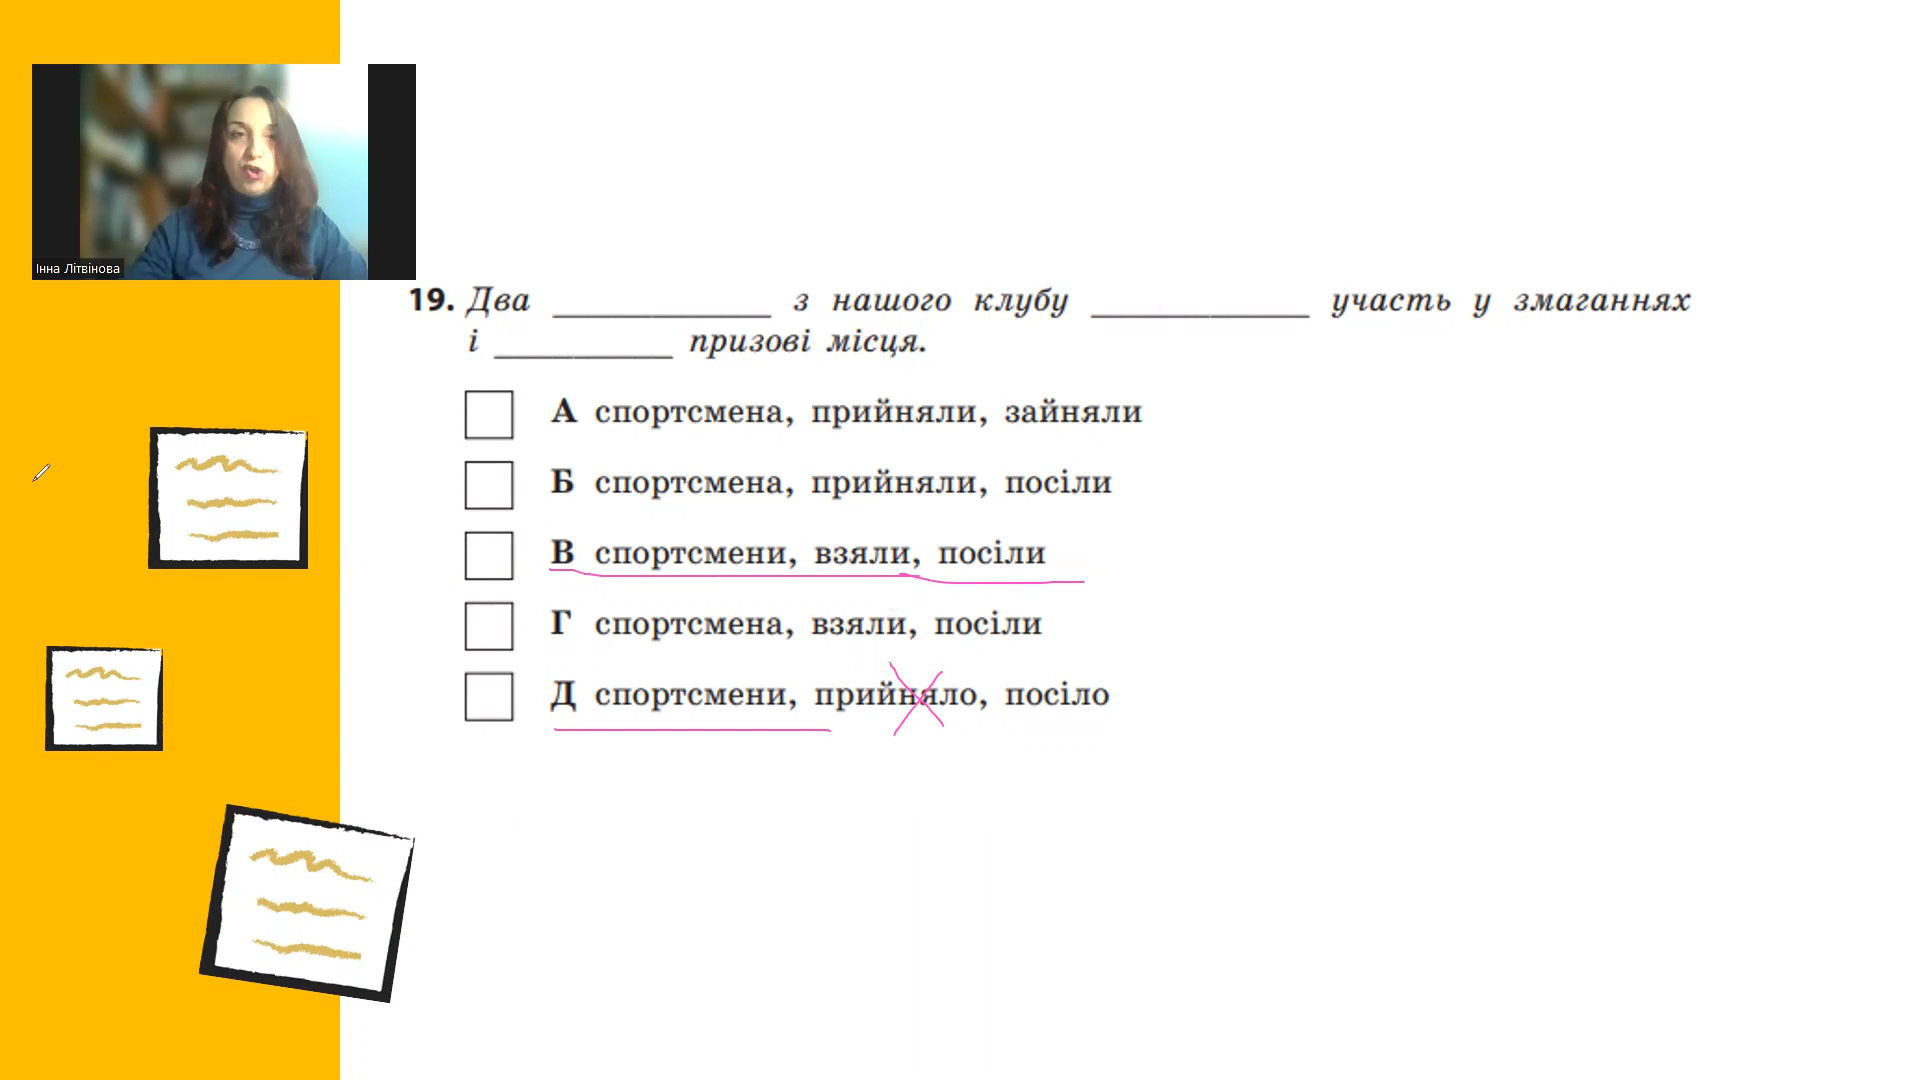 Інна Літвінова
19. Два ____________ з нашого клубу ____________ участь у змаганнях
і __________ призові місця.
А спортсмена, прийняли, зайняли
Б спортсмена, прийняли, посіли
В спортсмени, взяли, посіли
Г спортсмена, взяли, посіли
Д спортсмени, прийняло, посіло